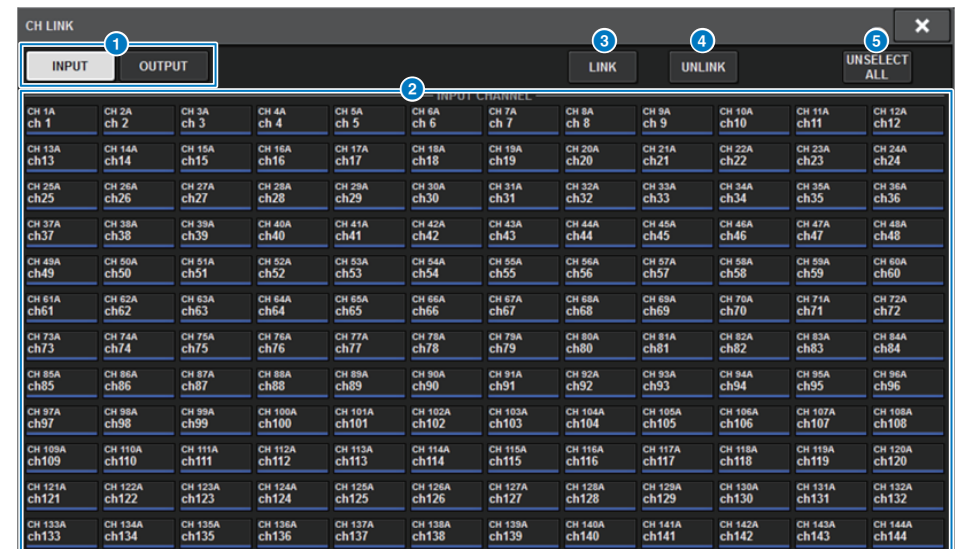 CH LINK
1 3 4 5
INPUT OUTPUT LINK UNLINK UNSELECT
ALL
2
INPUT CHANNEL
CH 1A CH 2A CH 3A CH 4A CH 5A CH 6A CH 7A CH 8A CH 9A CH 10A CH 11A CH 12A
ch 1 ch 2 ch 3 ch 4 ch 5 ch 6 ch 7 ch 8 ch 9 ch10 ch11 ch12
CH 13A CH 14A CH 15A CH 16A CH 17A CH 18A CH 19A CH 20A CH 21A CH 22A CH 23A CH 24A
ch13 ch14 ch15 ch16 ch17 ch18 ch19 ch20 ch21 ch22 ch23 ch24
CH 25A CH 26A CH 27A CH 28A CH 29A CH 30A CH 31A CH 32A CH 33A CH 34A CH 35A CH 36A
ch25 ch26 ch27 ch28 ch29 ch30 ch31 ch32 ch33 ch34 ch35 ch36
CH 37A CH 38A CH 39A CH 40A CH 41A CH 42A CH 43A CH 44A CH 45A CH 46A CH 47A CH 48A
ch37 ch38 ch39 ch40 ch41 ch42 ch43 ch44 ch45 ch46 ch47 ch48
CH 49A CH 50A CH 51A CH 52A CH 53A CH 54A CH 55A CH 56A CH 57A CH 58A CH 59A CH 60A
ch49 ch50 ch51 ch52 ch53 ch54 ch55 ch56 ch57 ch58 ch59 ch60
CH 61A CH 62A CH 63A CH 64A CH 65A CH 66A CH 67A CH 68A CH 69A CH 70A CH 71A CH 72A
ch61 ch62 ch63 ch64 ch65 ch66 ch67 ch68 ch69 ch70 ch71 ch72
CH 73A CH 74A CH 75A CH 76A CH 77A CH 78A CH 79A CH 80A CH 81A CH 82A CH 83A CH 84A
ch73 ch74 ch75 ch76 ch77 ch78 ch79 ch80 ch81 ch82 ch83 ch84
CH 85A CH 86A CH 87A CH 88A CH 89A CH 90A CH 91A CH 92A CH 93A CH 94A CH 95A CH 96A
ch85 ch86 ch87 ch88 ch89 ch90 ch91 ch92 ch93 ch94 ch95 ch96
CH 97A CH 98A CH 99A CH 100A CH 101A CH 102A CH 103A CH 104A CH 105A CH 106A CH 107A CH 108A
ch97 ch98 ch99 ch100 ch101 ch102 ch103 ch104 ch105 ch106 ch107 ch108
CH 109A CH 110A CH 111A CH 112A CH 113A CH 114A CH 115A CH 116A CH 117A CH 118A CH 119A CH 120A
ch109 ch110 ch111 ch112 ch113 ch114 ch115 ch116 ch117 ch118 ch119 ch120
CH 121A CH 122A CH 123A CH 124A CH 125A CH 126A CH 127A CH 128A CH 129A CH 130A CH 131A CH 132A
ch121 ch122 ch123 ch124 ch125 ch126 ch127 ch128 ch129 ch130 ch131 ch132
CH 133A CH 134A CH 135A CH 136A CH 137A CH 138A CH 139A CH 140A CH 141A CH 142A CH 143A CH 144A
ch133 ch134 ch135 ch136 ch137 ch138 ch139 ch140 ch141 ch142 ch143 ch144